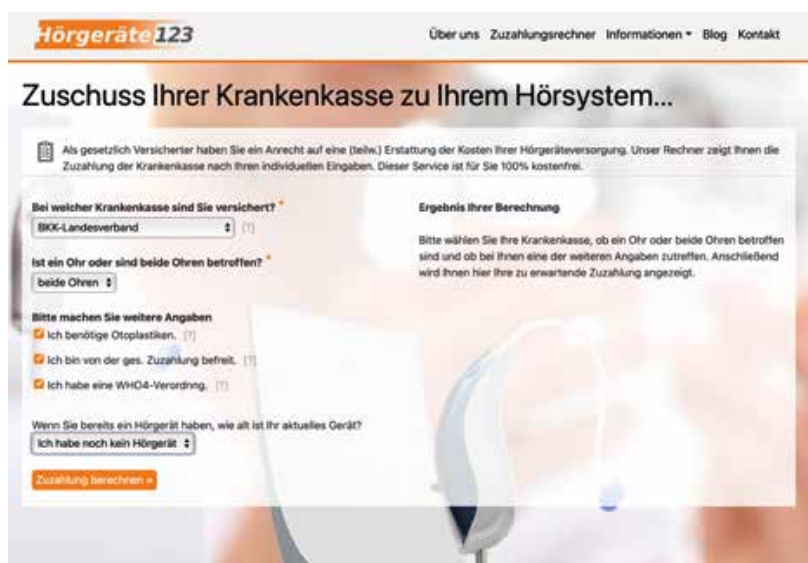 Hörgeräte 123
Über uns Zuzahlungsrechner Informationen Blog Kontakt
Zuschuss Ihrer Krankenkasse zu Ihrem Hörsystem...
Als gesetzlich Versicherter haben Sie ein Anrecht auf eine (teilw.) Erstattung der Kosten Ihrer Hörgeräteversorgung. Unser Rechner zeigt Ihnen die
Zuzahlung der Krankenkasse nach Ihren individuellen Eingaben. Dieser Service ist für Sie 100% kostenfrei.
Bei welcher Krankenkasse sind Sie versichert? *
BKK-Landesverband [?]
Ist ein Ohr oder sind beide Ohren betroffen? *
beide Ohren
Bitte machen Sie weitere Angaben
Ich benötige Otoplastiken. [?]
Ich bin von der ges. Zuzahlung befreit. [?]
Ich habe eine WHO4-Verordnng. [?]
Wenn Sie bereits ein Hörgerät haben, wie alt ist Ihr aktuelles Gerät?
Ich habe noch kein Hörgerät
Zuzahlung berechnen »
Ergebnis Ihrer Berechnung
Bitte wählen Sie Ihre Krankenkasse, ob ein Ohr oder beide Ohren betroffen
sind und ob bei Ihnen eine der weiteren Angaben zutreffen. Anschließend
wird Ihnen hier Ihre zu erwartende Zuzahlung angezeigt.